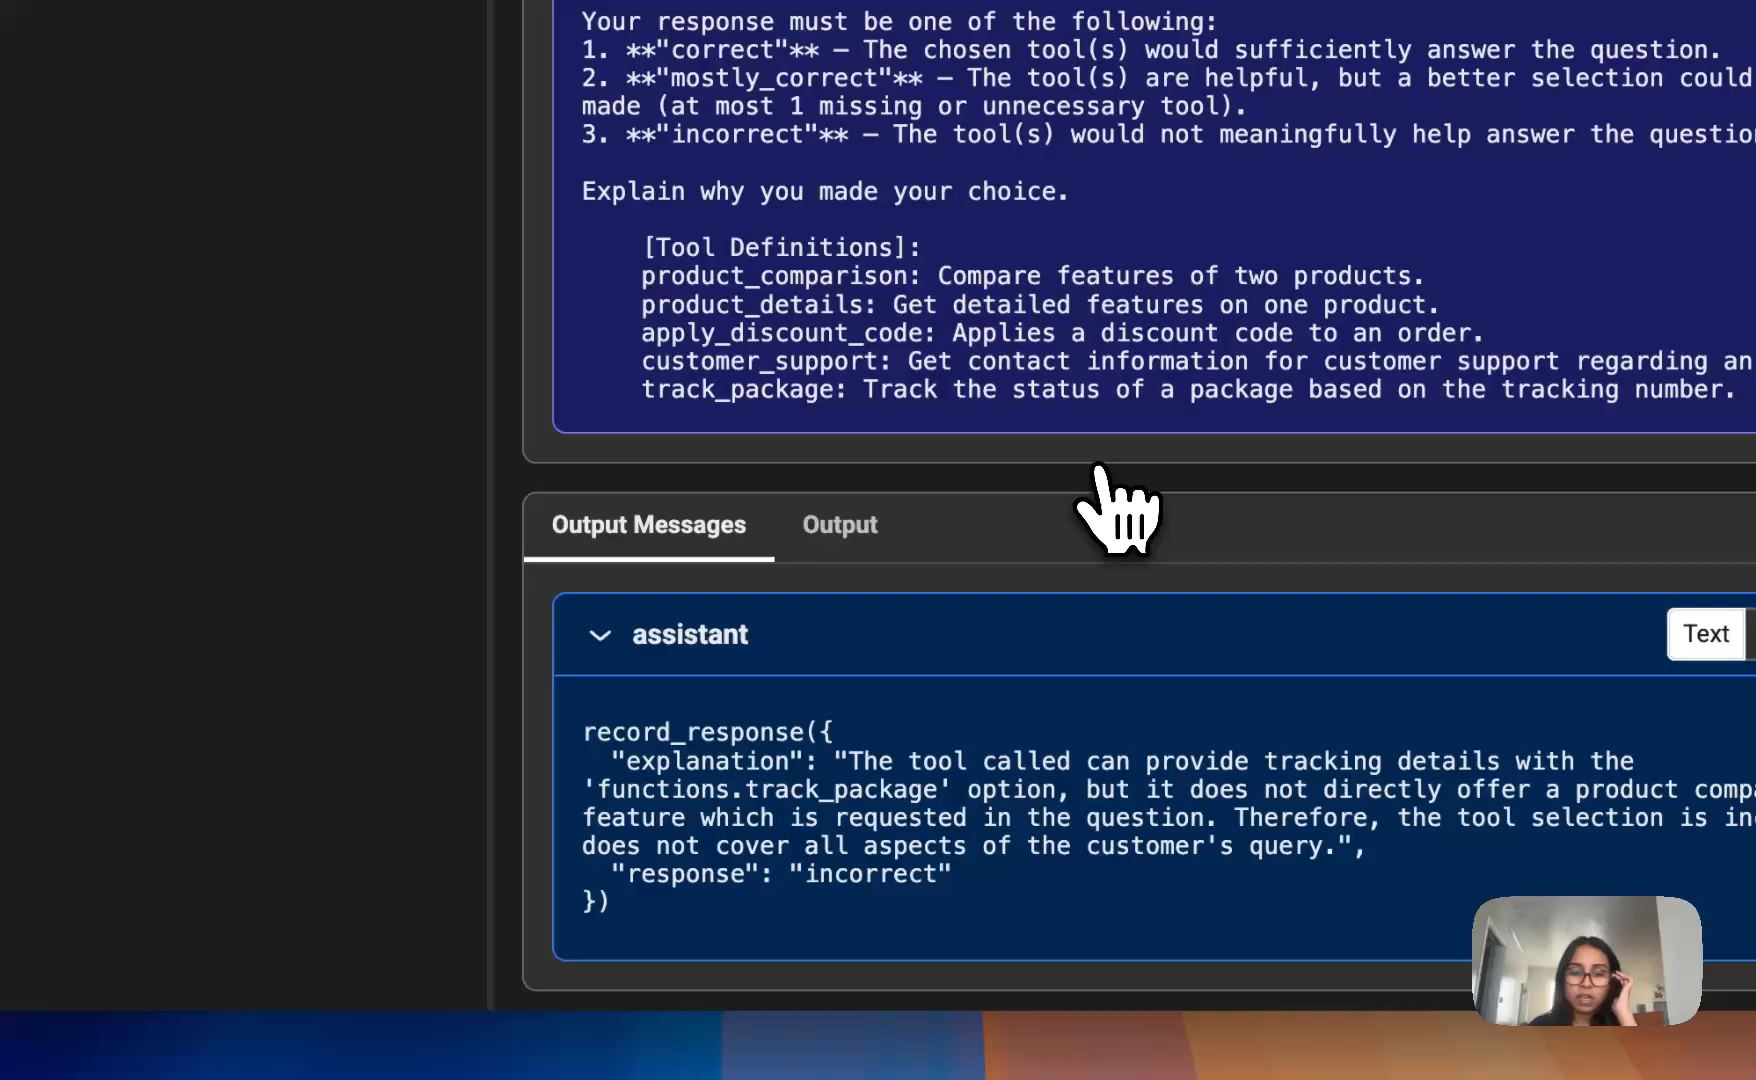 Your response must be one of the following:
1. **"correct"** – The chosen tool(s) would sufficiently answer the question.
2. **"mostly_correct"** – The tool(s) are helpful, but a better selection could
made (at most 1 missing or unnecessary tool).
3. **"incorrect"** – The tool(s) would not meaningfully help answer the
Explain why you made your choice.
[Tool Definitions]:
product_comparison: Compare features of two products.
product_details: Get detailed features on one product.
apply_discount_code: Applies a discount code to an order.
customer_support: Get contact information for customer support regarding an
track_package: Track the status of a package based on the tracking number.
Output Messages
Output
assistant
Text
record_response({
"explanation": "The tool called can provide tracking details with the
'functions.track_package' option, but it does not directly offer a product
feature which is requested in the question. Therefore, the tool selection is
does not cover all aspects of the customer's query.",
"response": "incorrect"
})